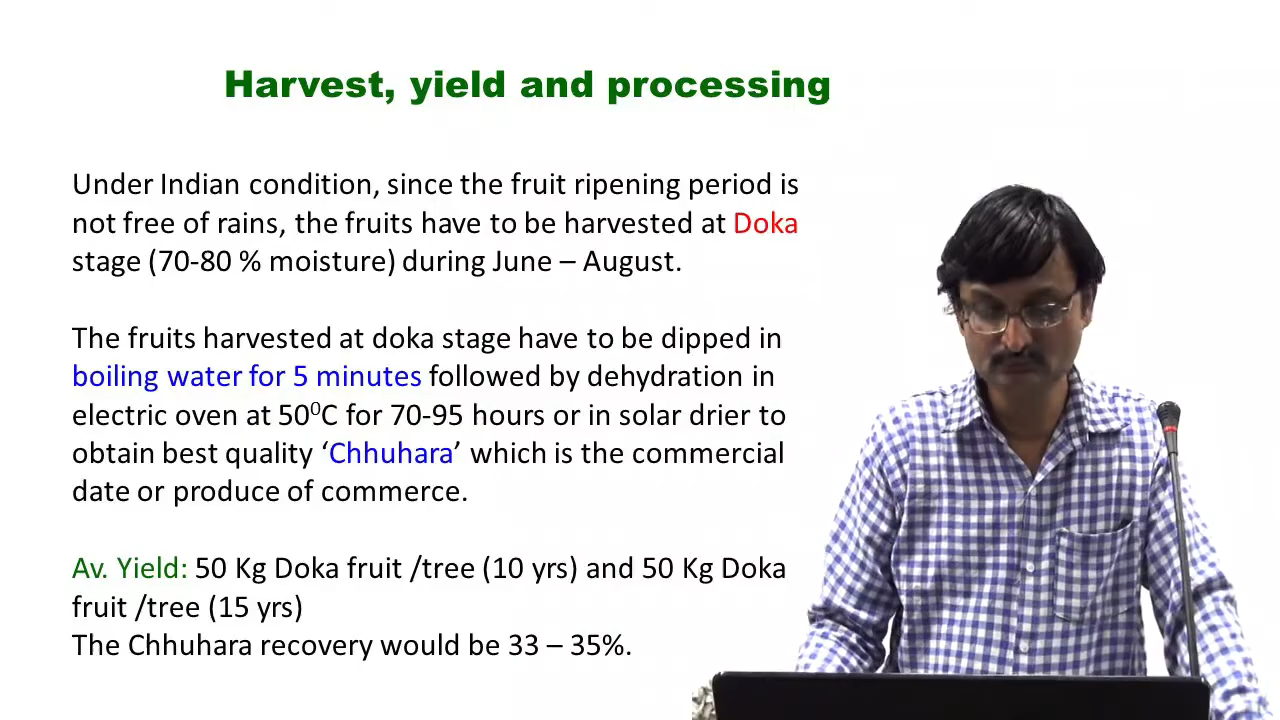 Harvest, yield and processing
Under Indian condition, since the fruit ripening period is
not free of rains, the fruits have to be harvested at Doka
stage (70-80 % moisture) during June – August.
The fruits harvested at doka stage have to be dipped in
boiling water for 5 minutes followed by dehydration in
electric oven at 50⁰C for 70-95 hours or in solar drier to
obtain best quality ‘Chhuhara’ which is the commercial
date or produce of commerce.
Av. Yield: 50 Kg Doka fruit /tree (10 yrs) and 50 Kg Doka
fruit /tree (15 yrs)
The Chhuhara recovery would be 33 – 35%.